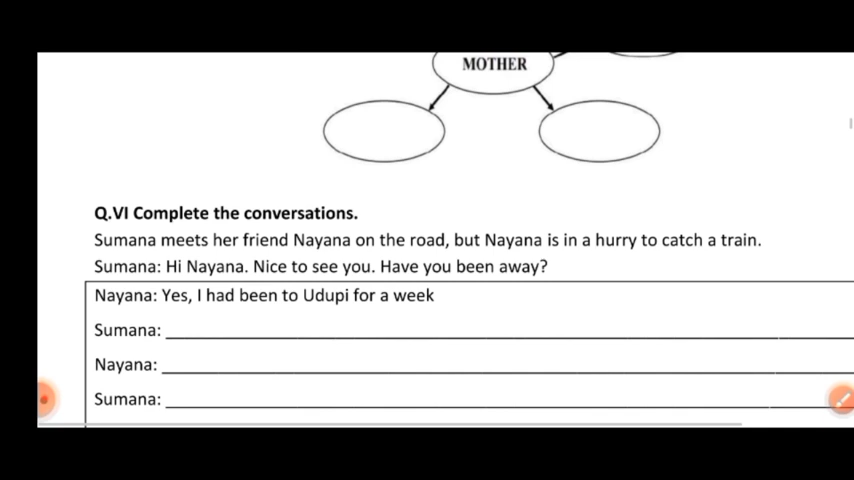 MOTHER
Q.VI Complete the conversations.
Sumana meets her friend Nayana on the road, but Nayana is in a hurry to catch a train.
Sumana: Hi Nayana. Nice to see you. Have you been away?
Nayana: Yes, I had been to Udupi for a week
Sumana:
Nayana:
Sumana: